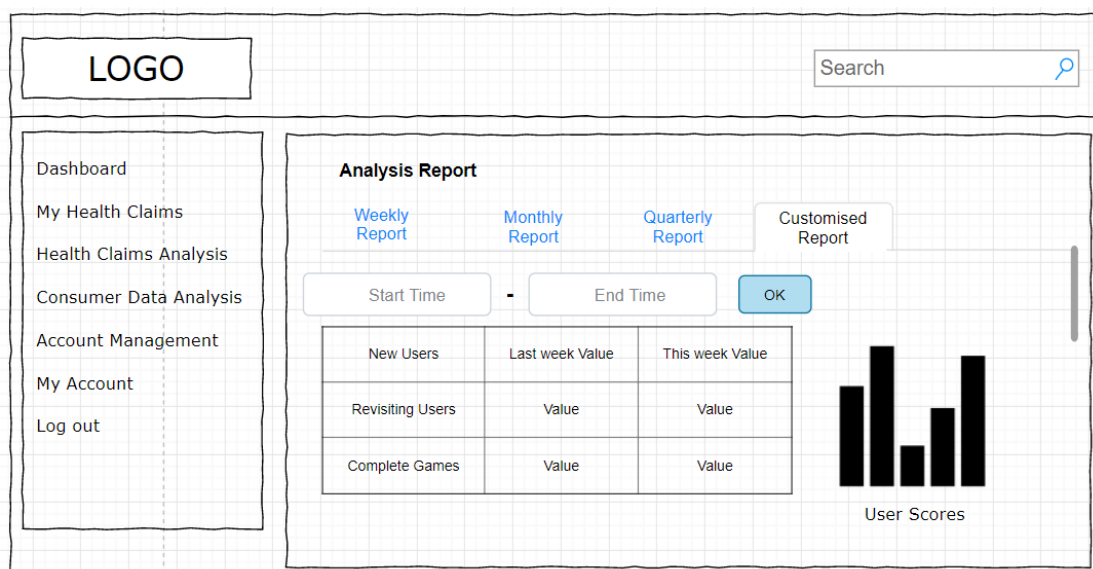 LOGO
Search
Dashboard
My Health Claims
Health Claims Analysis
Consumer Data Analysis
Account Management
My Account
Log out
Analysis Report
Weekly
Report
Monthly
Report
Quarterly
Report
Customised
Report
Start Time - End Time OK
New Users Last week Value This week Value
Revisiting Users Value Value
Complete Games Value Value
User Scores